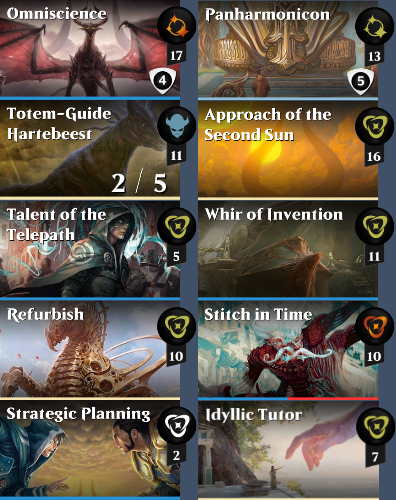 Omniscience
17
4
Panharmonicon
13
5
Totem-Guide
Hartebeest
11
2 / 5
Approach of the
Second Sun
16
Talent of the
Telepath
5
Whir of Invention
11
Refurbish
10
Stitch in Time
10
Strategic Planning
2
Idyllic Tutor
7